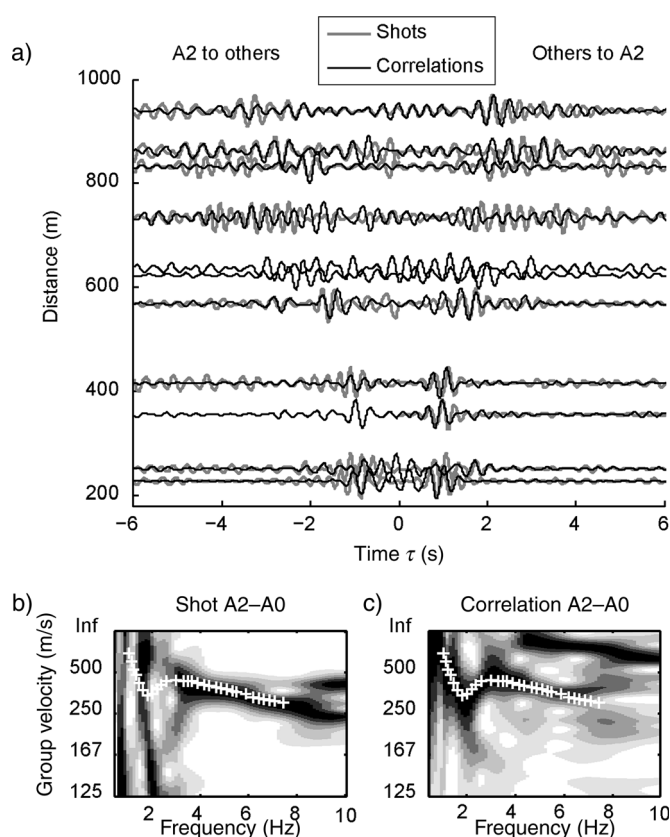 a)
A2 to others
Shots
Correlations
Others to A2
1000
800
600
400
200
Distance (m)
−6
−4
−2
0
2
4
6
Time τ (s)
b)
Shot A2–A0
Inf
500
250
167
125
Group velocity (m/s)
2
4
6
8
10
Frequency (Hz)
c)
Correlation A2–A0
Inf
500
250
167
125
2
4
6
8
10
Frequency (Hz)